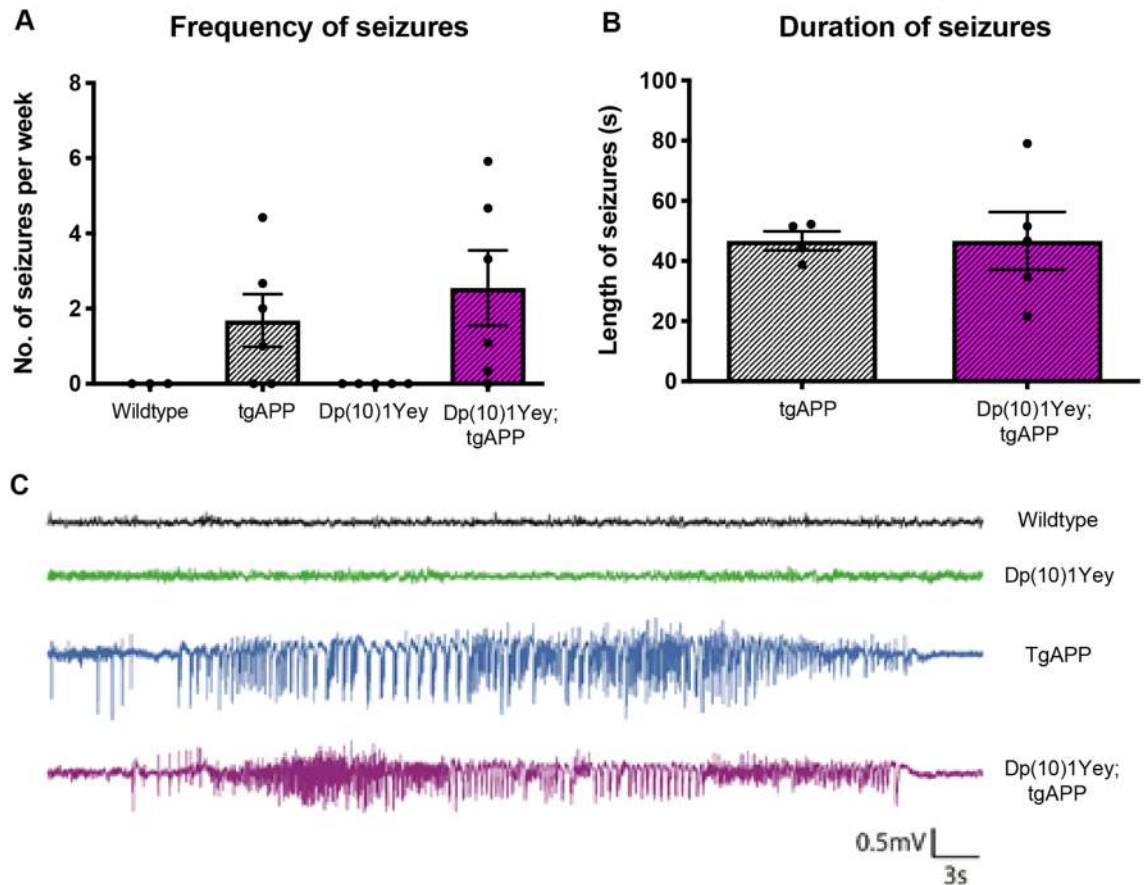 A
Frequency of seizures
No. of seizures per week
8
6
4
2
0
Wildtype
tgAPP
Dp(10)1Yey
Dp(10)1Yey;
tgAPP
B
Duration of seizures
Length of seizures (s)
100
80
60
40
20
0
tgAPP
Dp(10)1Yey;
tgAPP
C
Wildtype
Dp(10)1Yey
TgAPP
Dp(10)1Yey;
tgAPP
0.5mV
3s